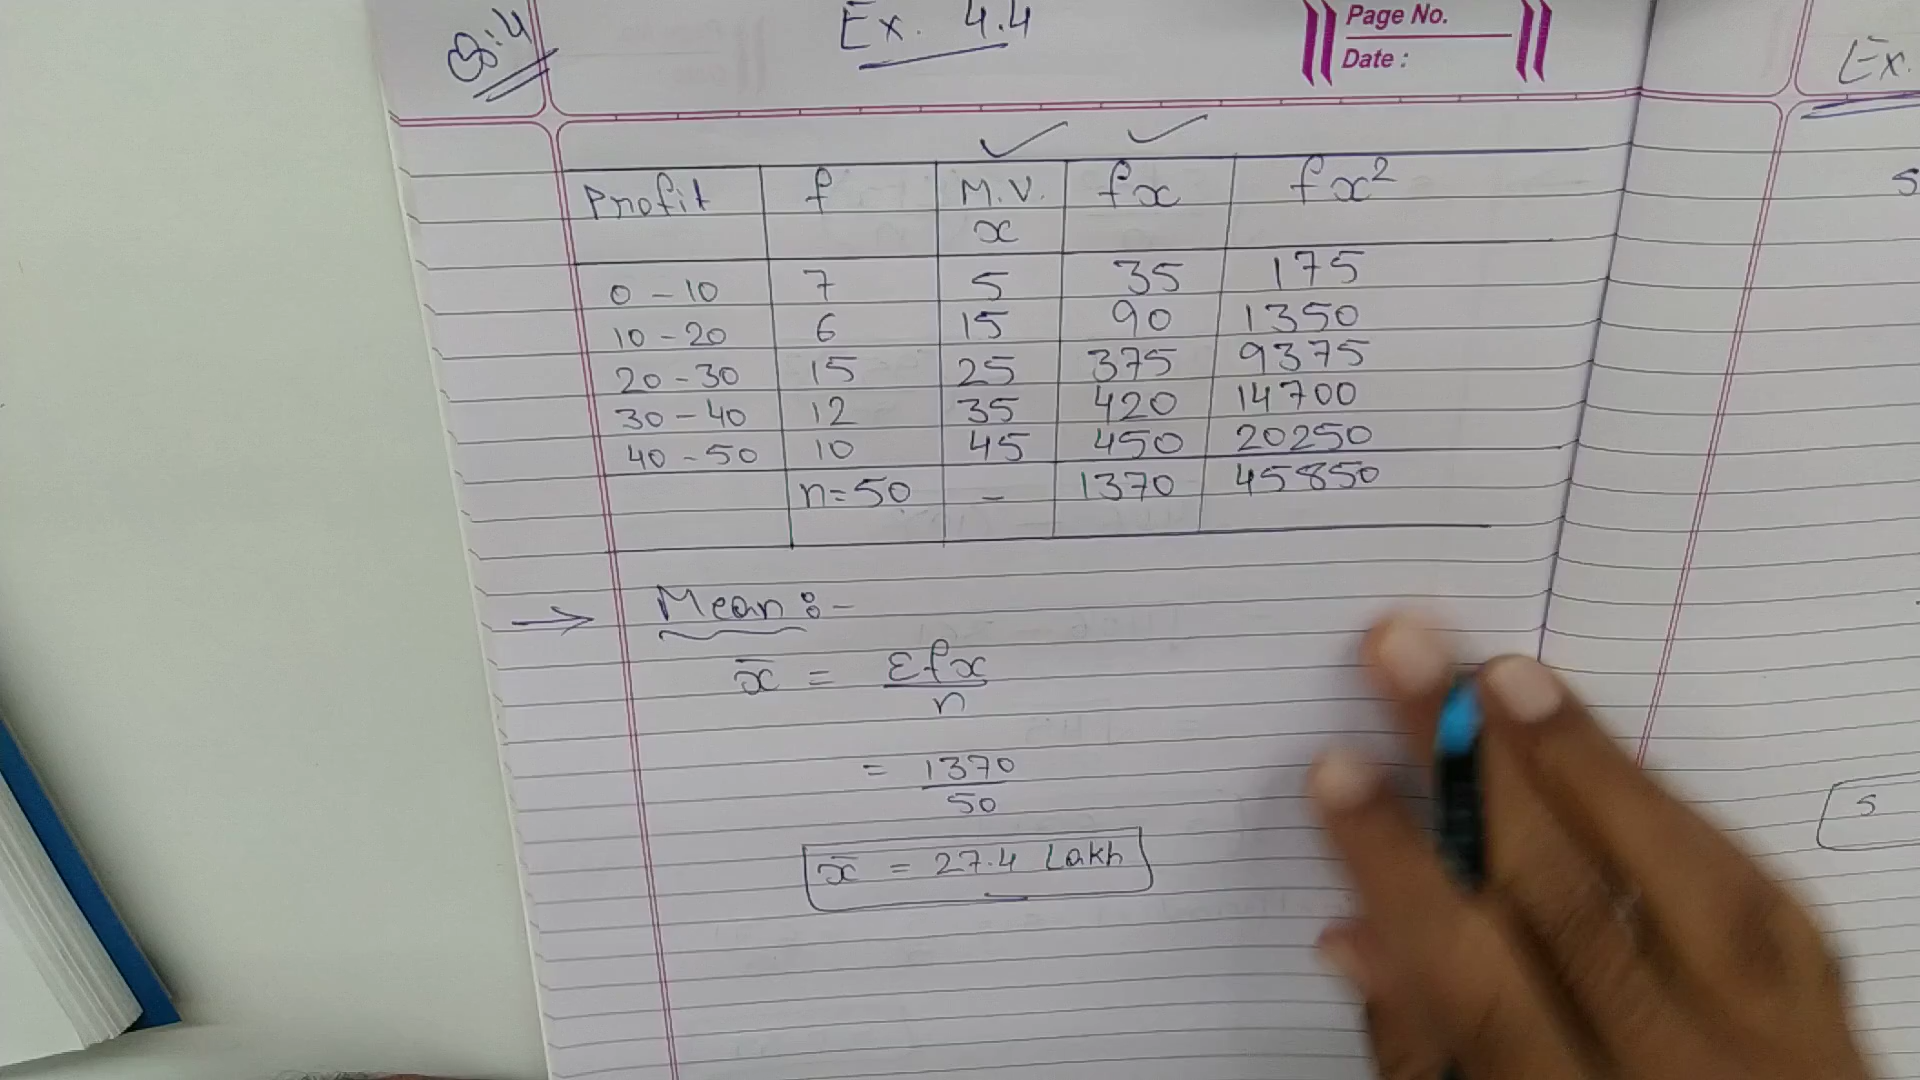 Q:4
Ex. 4.4
Page No.
Date :
Ex.
Profit f M.V. fx fx²
x
0 - 10 7 5 35 175
10 - 20 6 15 90 1350
20 - 30 15 25 375 9375
30 - 40 12 35 420 14700
40 - 50 10 45 450 20250
n = 50 - 1370 45850
→ Mean :-
x̄ = Σfx
n
= 1370
50
x̄ = 27.4 Lakh
S
S